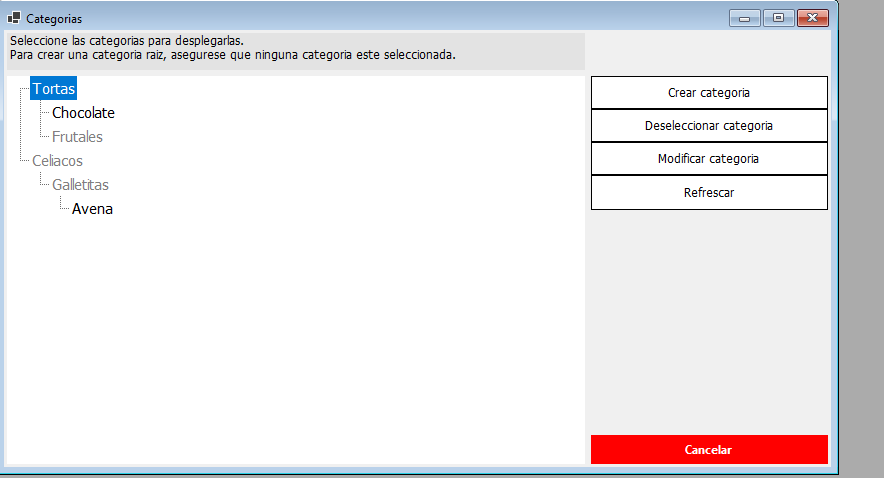 Categorias
Seleccione las categorias para desplegarlas.
Para crear una categoria raiz, asegurese que ninguna categoria este seleccionada.
Tortas
Chocolate
Frutales
Celiacos
Galletitas
Avena
Crear categoria
Deseleccionar categoria
Modificar categoria
Refrescar
Cancelar